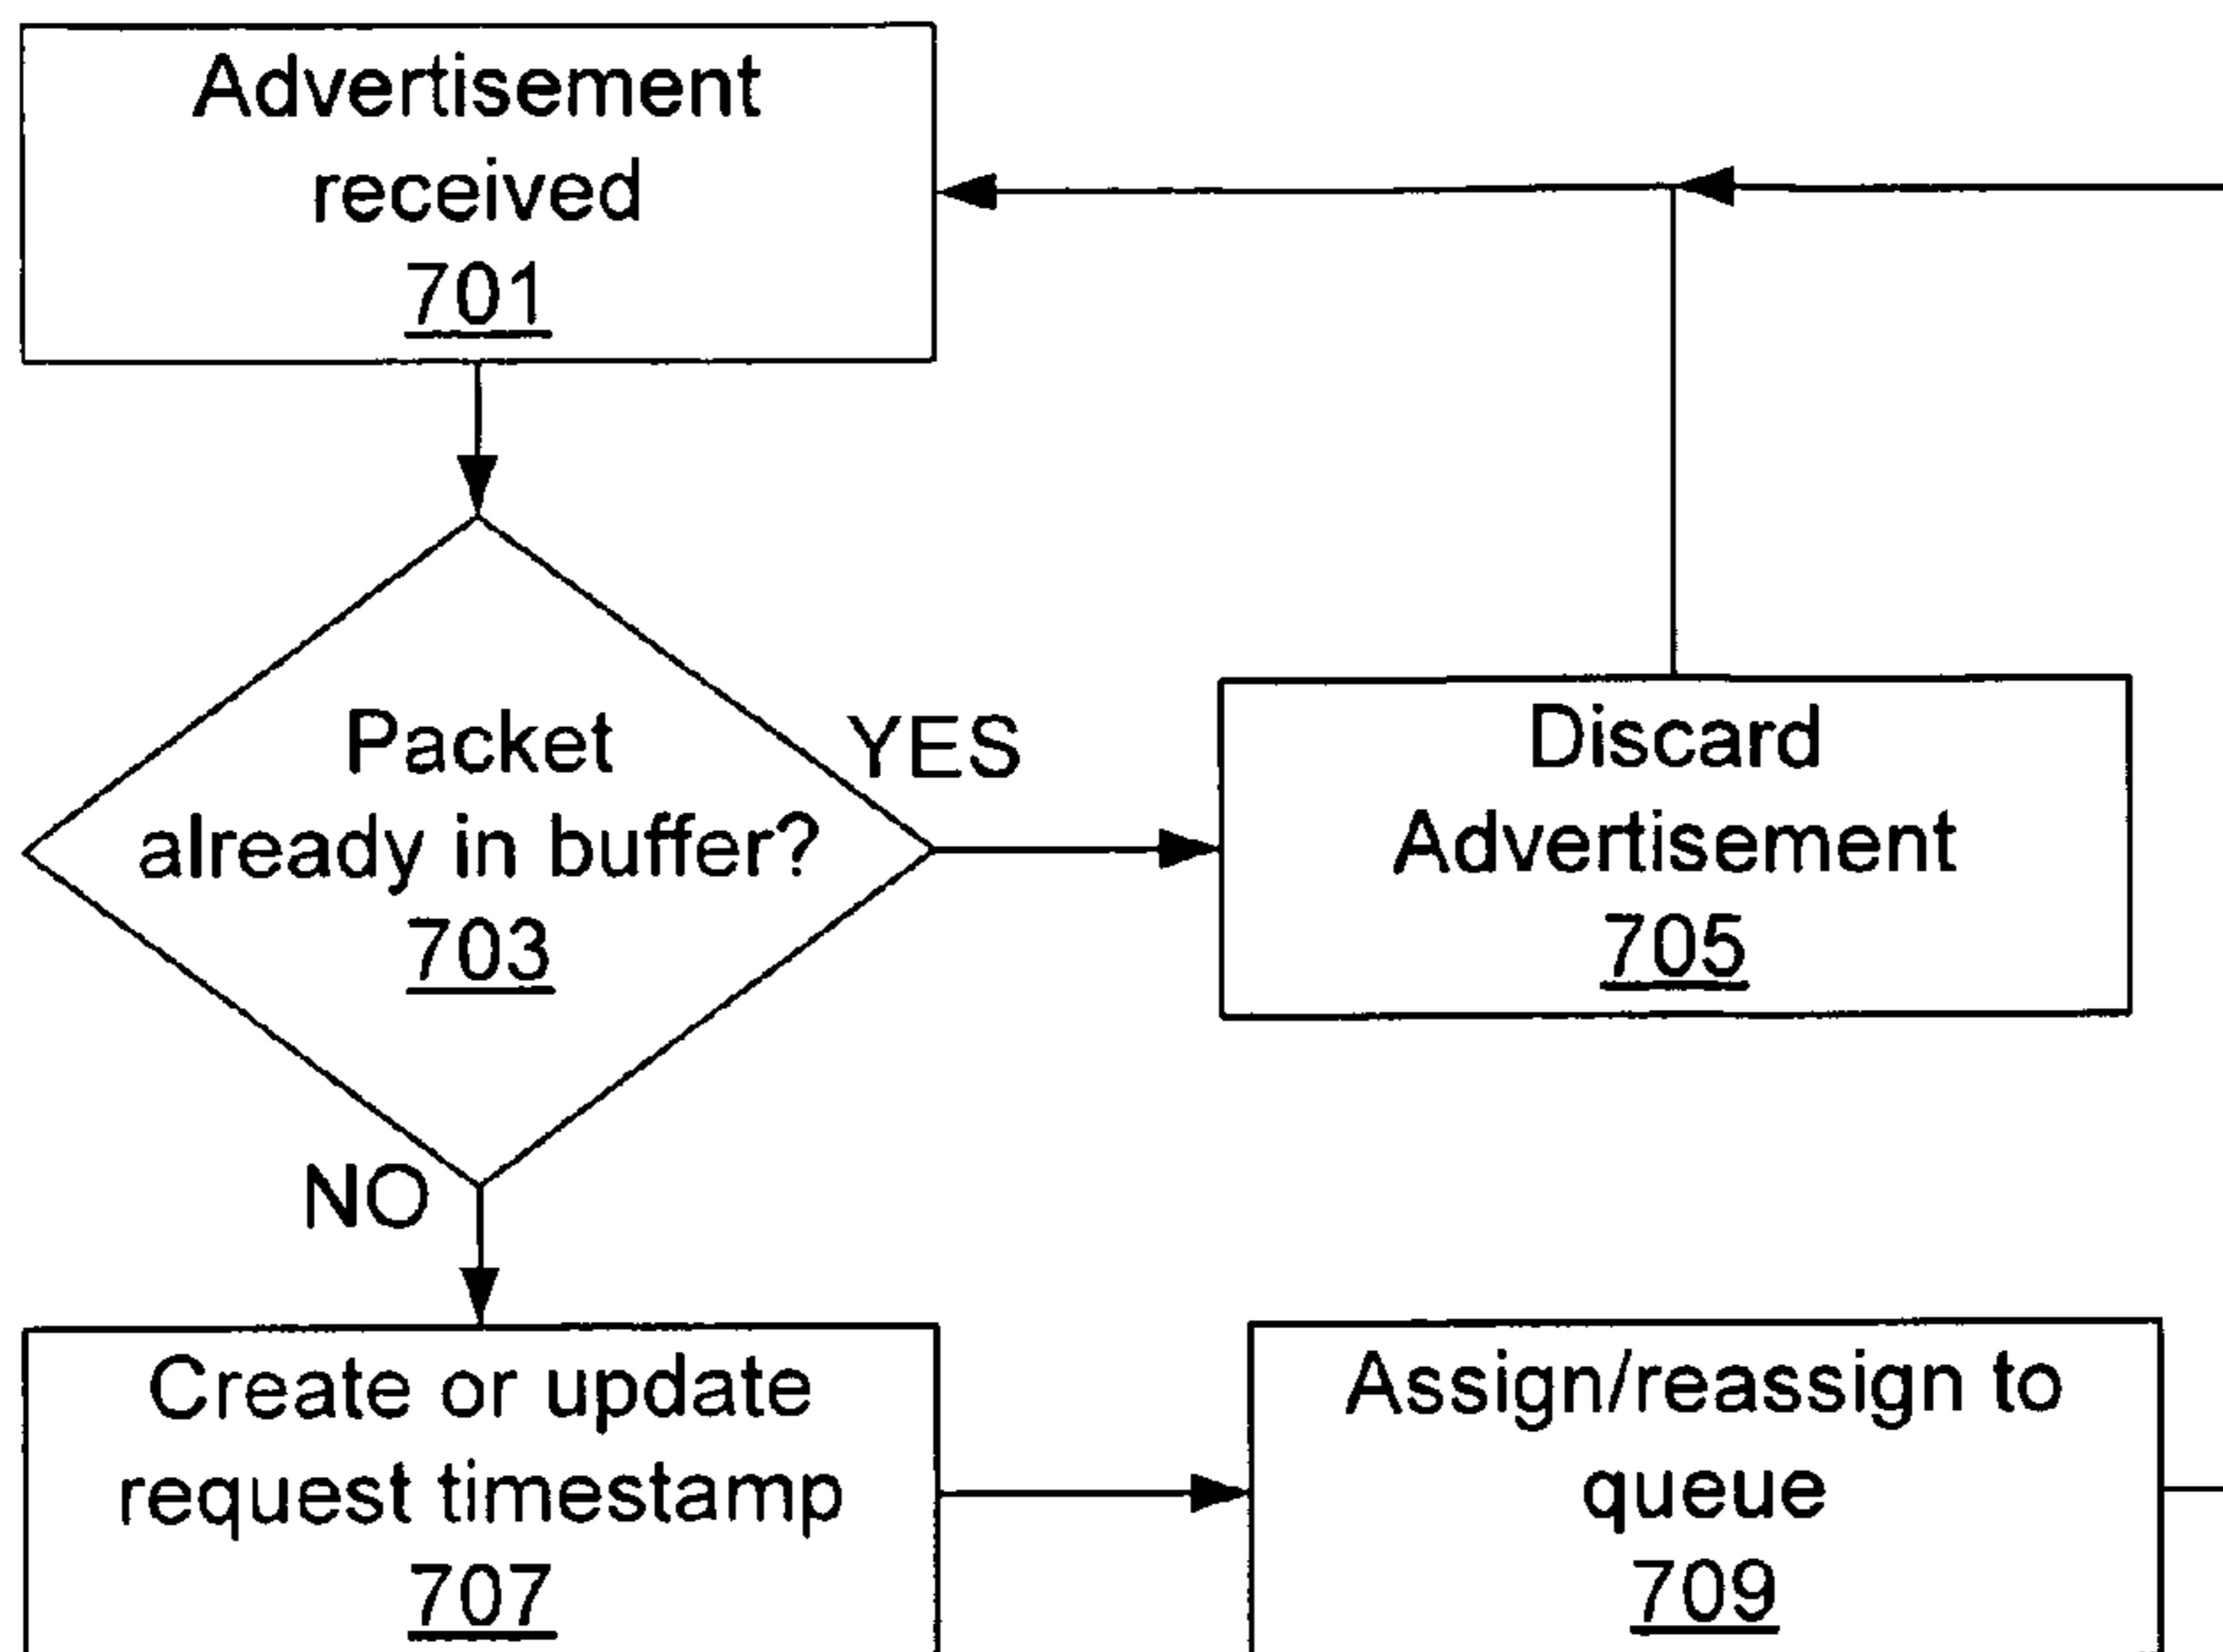 Advertisement
received
701
Packet
already in buffer?
703
YES
Discard
Advertisement
705
NO
Create or update
request timestamp
707
Assign/reassign to
queue
709